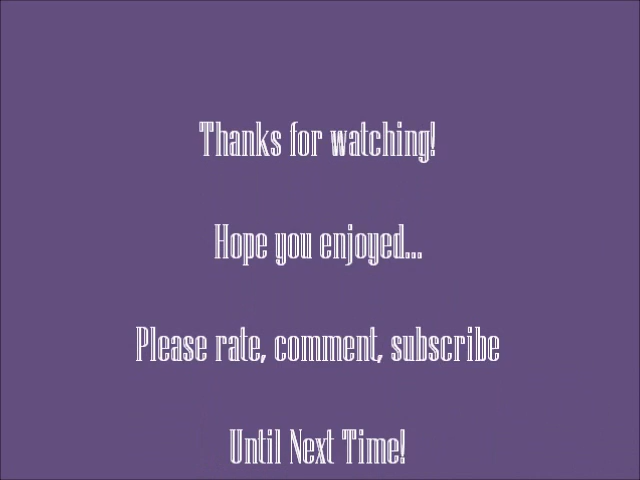 Thanks for watching!
Hope you enjoyed...
Please rate, comment, subscribe
Until Next Time!